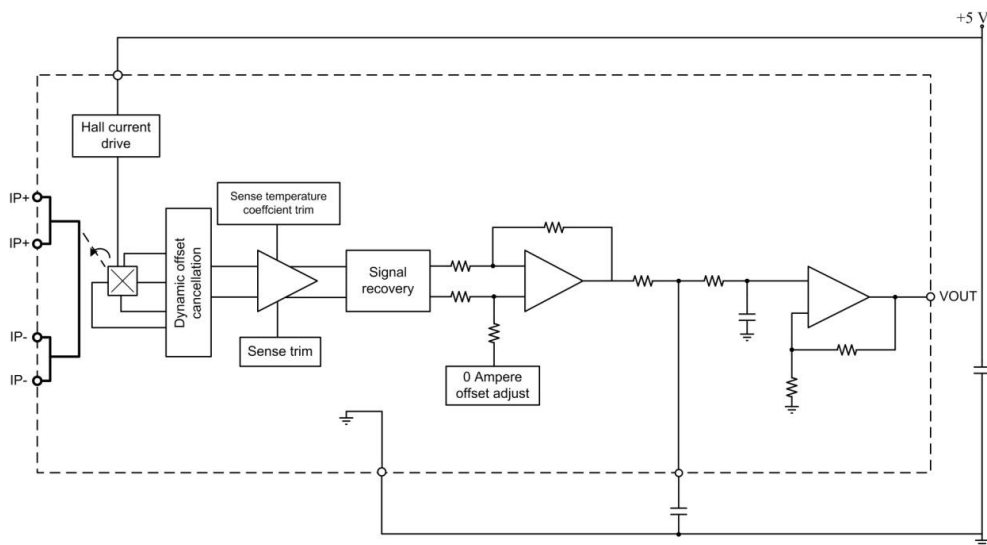 +5 V
Hall current
drive
IP+
IP+
IP-
IP-
Dynamic offset
cancellation
Sense temperature
coeffcient trim
Sense trim
Signal
recovery
0 Ampere
offset adjust
VOUT